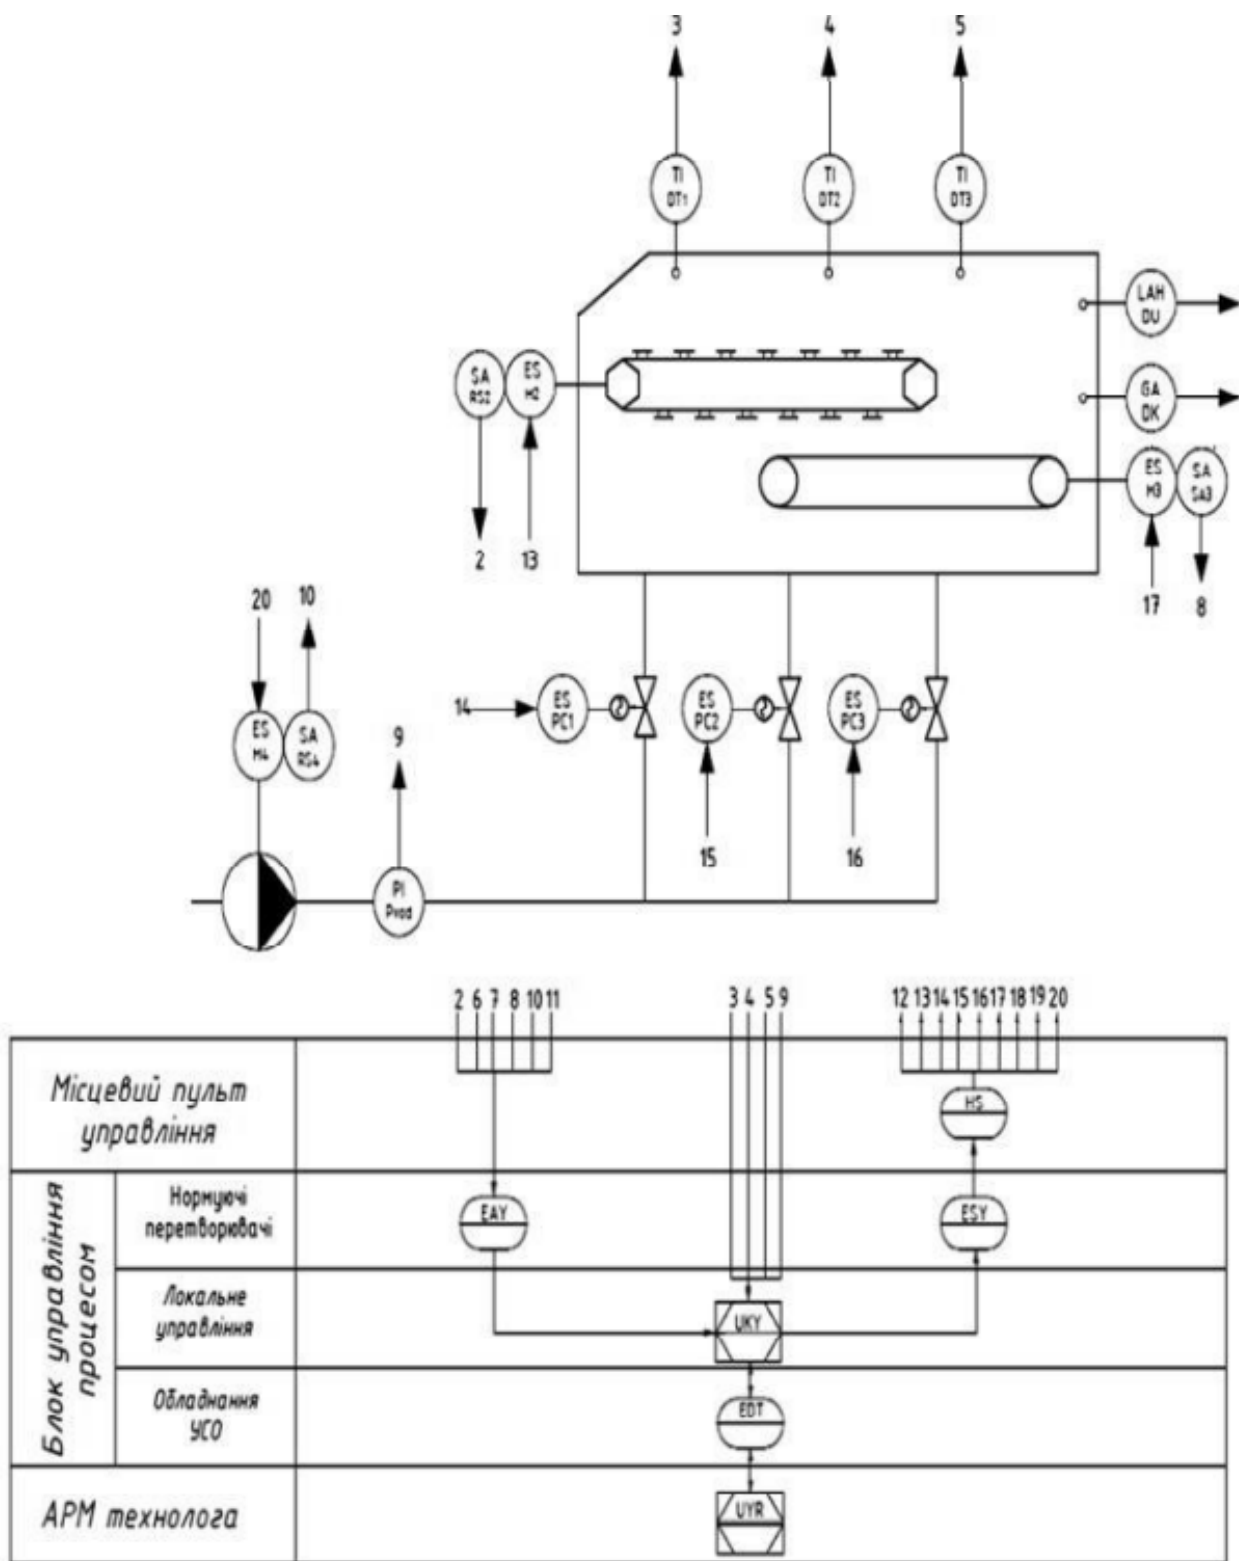 3 4 5
TI TI TI
DT1 DT2 DT3
LAH
DU
SA ES
RS2 M2
GA
DK
ES SA
M3 SA3
2 13
17 8
20 10
ES SA
M4 RS4
9
14 ES ES ES
PC1 PC2 PC3
15 16
PI
Pvod
2 6 7 8 10 11 3 4 5 9 12 13 14 15 16 17 18 19 20
Місцевий пульт
управління
HS
Блок управління
процесом
Нормуючі
перетворювачі
EAY ESY
Локальне
управління
UKY
Обладнання
УСО
EDT
АРМ технолога
UYR